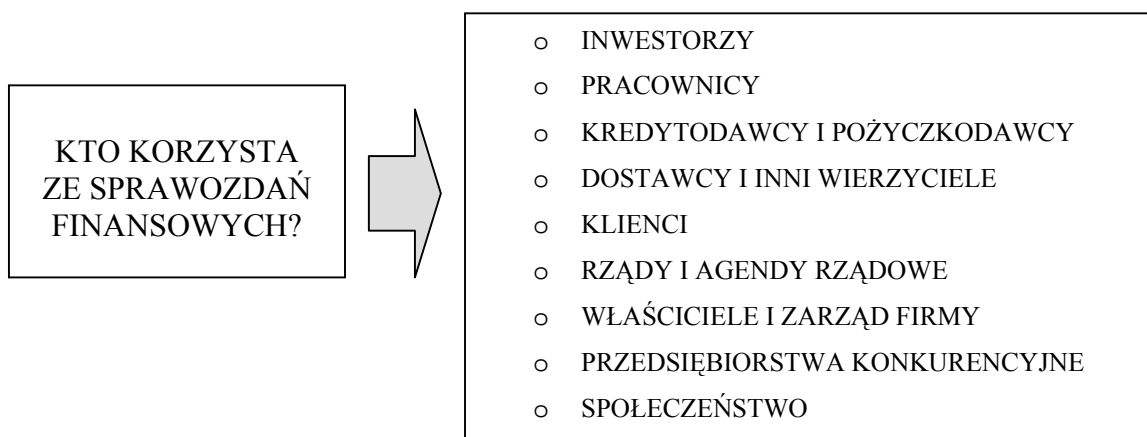 KTO KORZYSTA
ZE SPRAWOZDAŃ
FINANSOWYCH?
o INWESTORZY
o PRACOWNICY
o KREDYTODAWCY I POŻYCZKODAWCY
o DOSTAWCY I INNI WIERZYCIELE
o KLIENCI
o RZĄDY I AGENDY RZĄDOWE
o WŁAŚCICIELE I ZARZĄD FIRMY
o PRZEDSIĘBIORSTWA KONKURENCYJNE
o SPOŁECZEŃSTWO